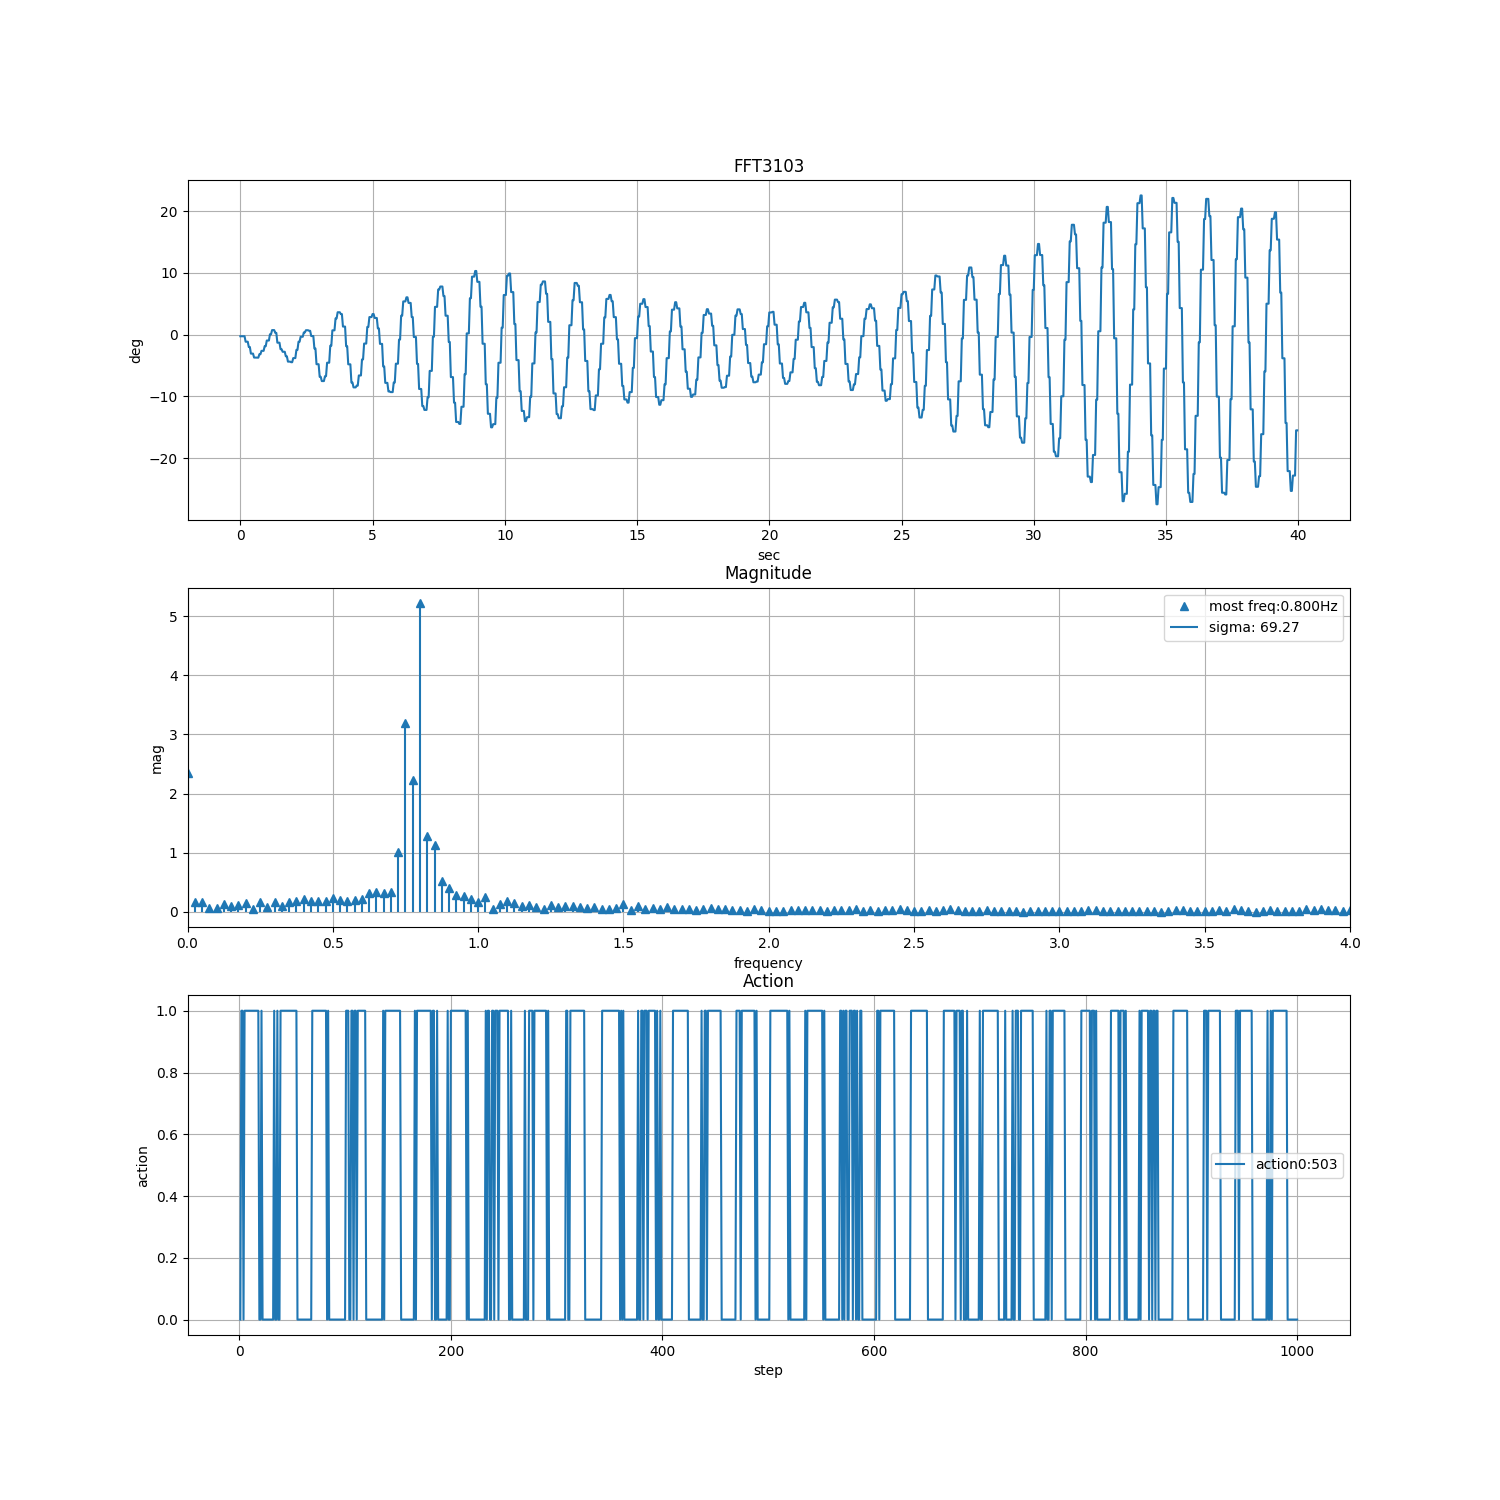 FFT3103
20
10
0
−10
−20
deg
0 5 10 15 20 25 30 35 40
sec
Magnitude
5
4
3
2
1
0
mag
most freq:0.800Hz
sigma: 69.27
0.0 0.5 1.0 1.5 2.0 2.5 3.0 3.5 4.0
frequency
Action
1.0
0.8
0.6
0.4
0.2
0.0
action
action0:503
0 200 400 600 800 1000
step